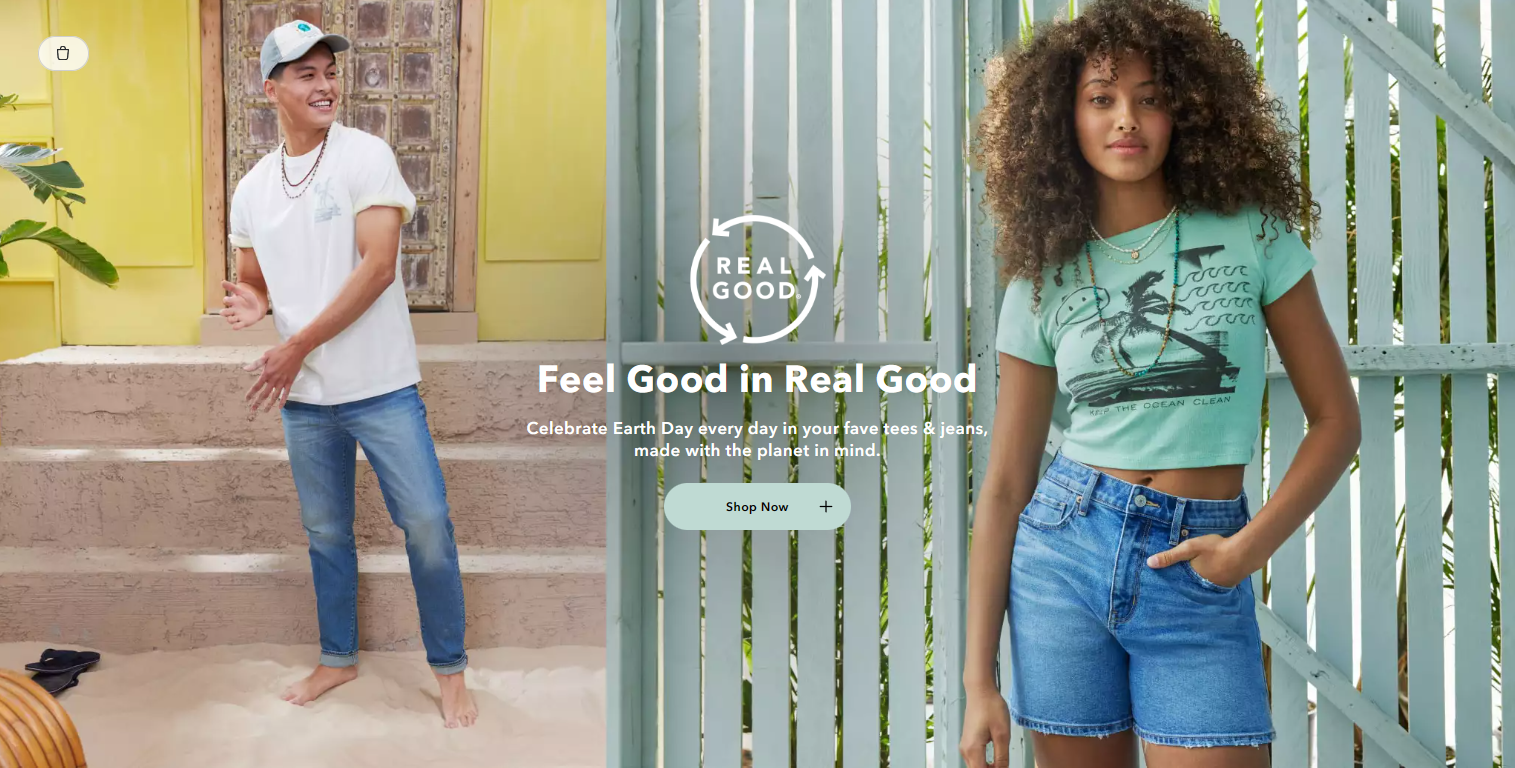 REAL
GOOD
Feel Good in Real Good
Celebrate Earth Day every day in your fave tees & jeans,
made with the planet in mind.
Shop Now
KEEP THE OCEAN CLEAN